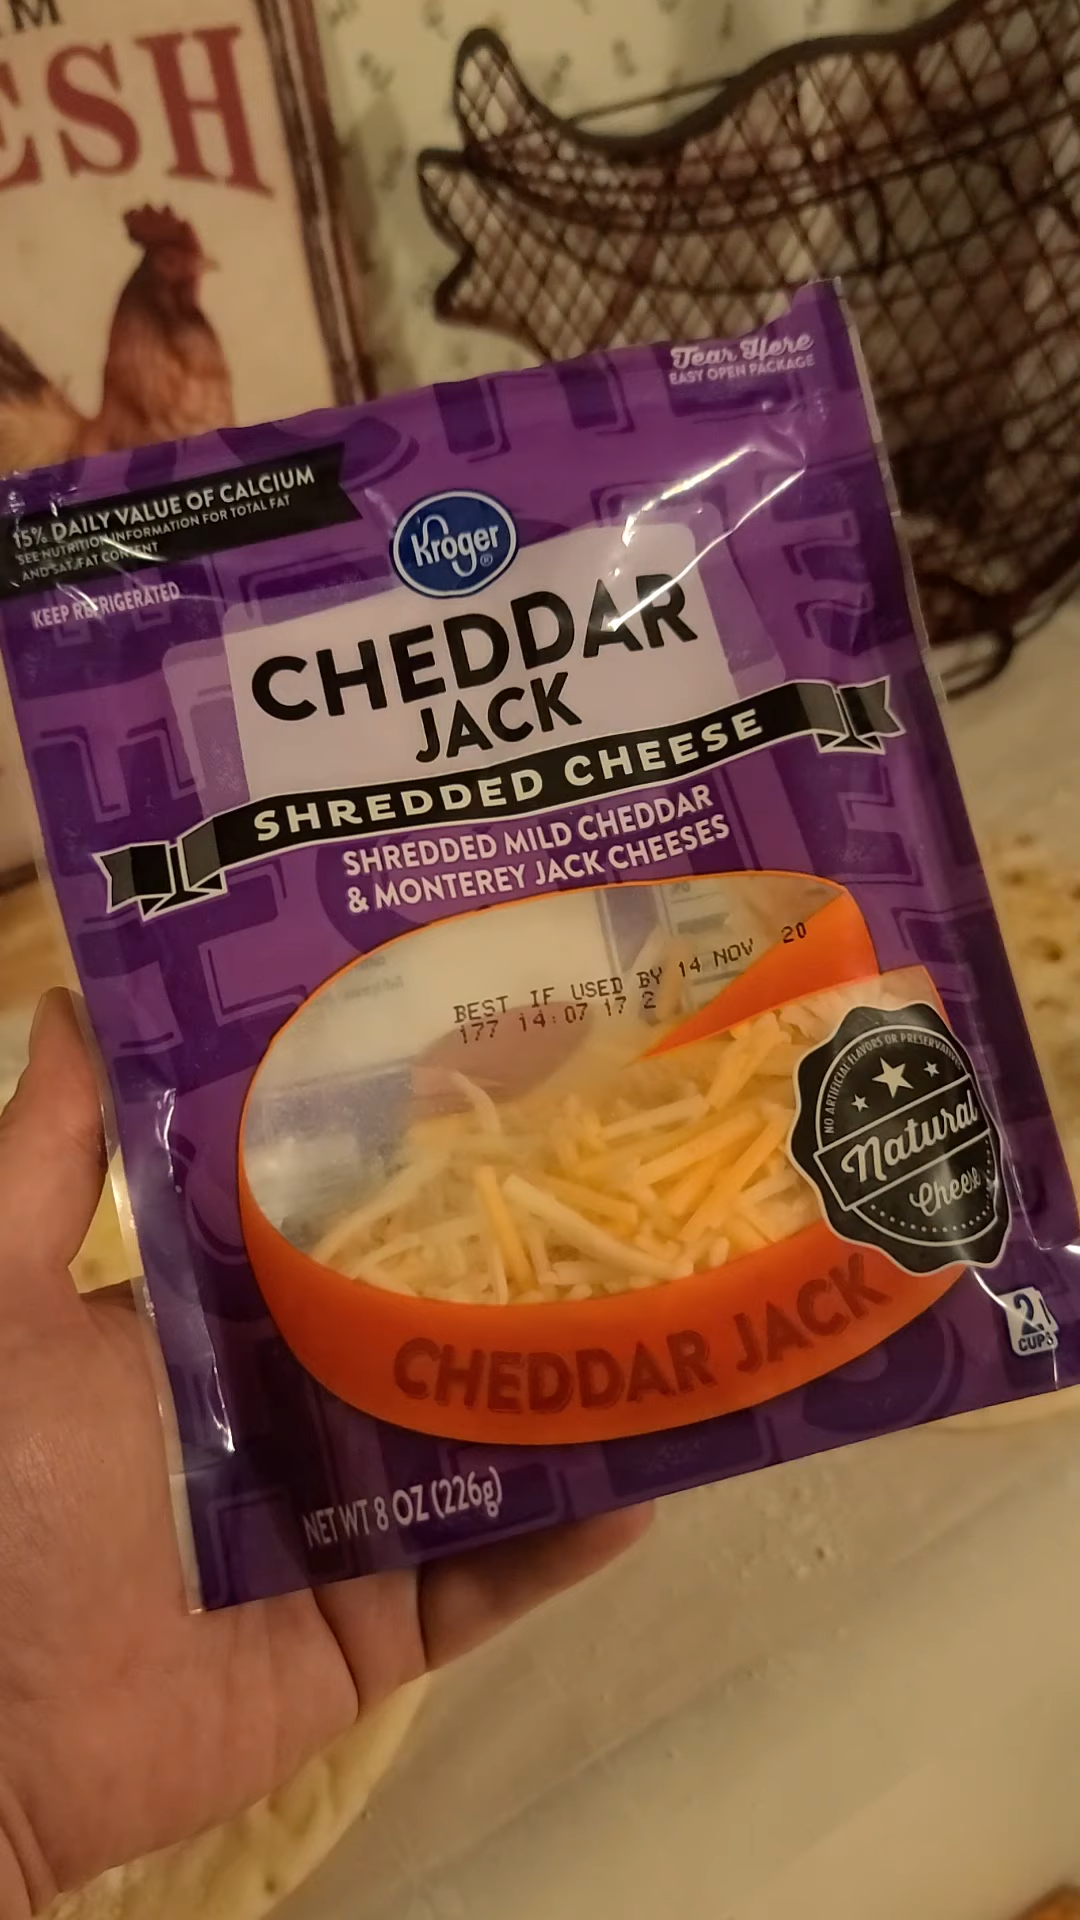 M
ESH
Tear Here
EASY OPEN PACKAGE
15% DAILY VALUE OF CALCIUM
SEE NUTRITION INFORMATION FOR TOTAL FAT
AND SAT. FAT CONTENT
KEEP REFRIGERATED
Kroger®
CHEDDAR
JACK
SHREDDED CHEESE
SHREDDED MILD CHEDDAR
& MONTEREY JACK CHEESES
BEST IF USED BY 14 NOV 20
177 14:07 17 2
NO ARTIFICIAL FLAVORS OR PRESERVATIVES
Natural
Cheese
CHEDDAR JACK
2
CUPS
NET WT 8 OZ (226g)